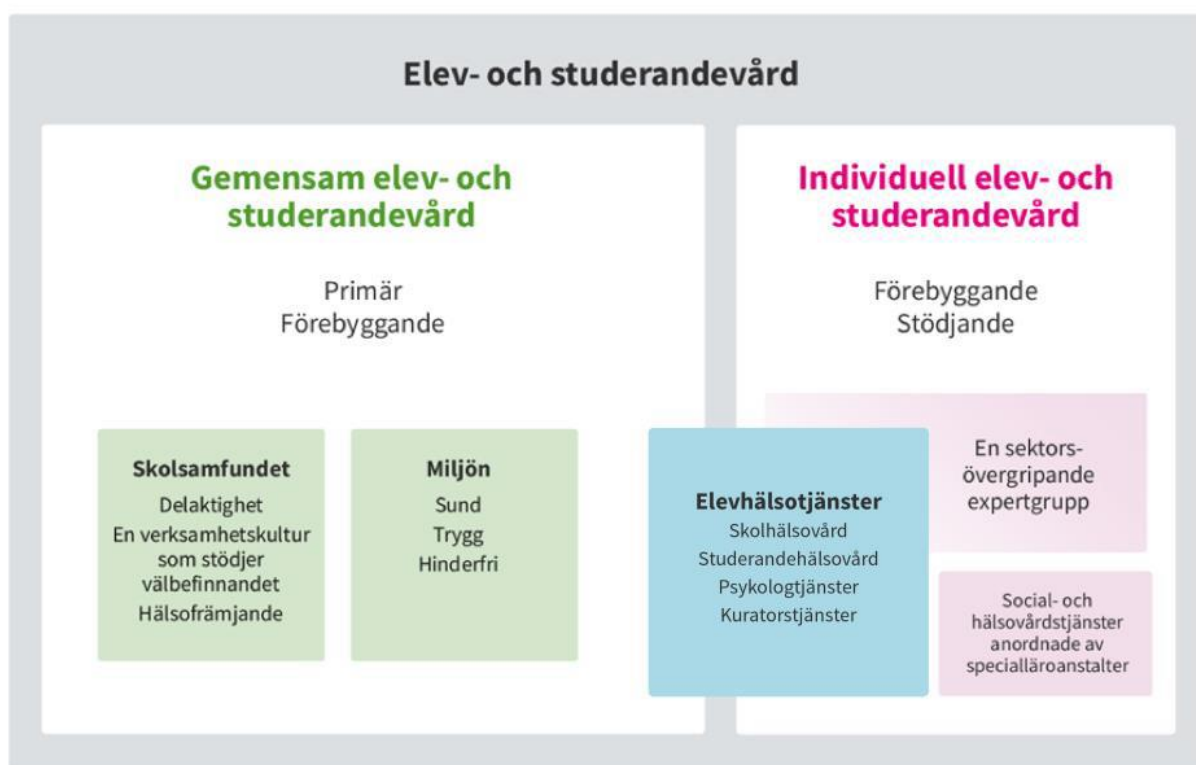 Elev- och studerandevård
Gemensam elev- och
studerandevård
Primär
Förebyggande
Skolsamfundet
Delaktighet
En verksamhetskultur
som stödjer
välbefinnandet
Hälsofrämjande
Miljön
Sund
Trygg
Hinderfri
Elevhälsotjänster
Skolhälsovård
Studerandehälsovård
Psykologtjänster
Kuratorstjänster
Individuell elev- och
studerandevård
Förebyggande
Stödjande
En sektors-
övergripande
expertgrupp
Social- och
hälsovårdstjänster
anordnade av
specialläroanstalter